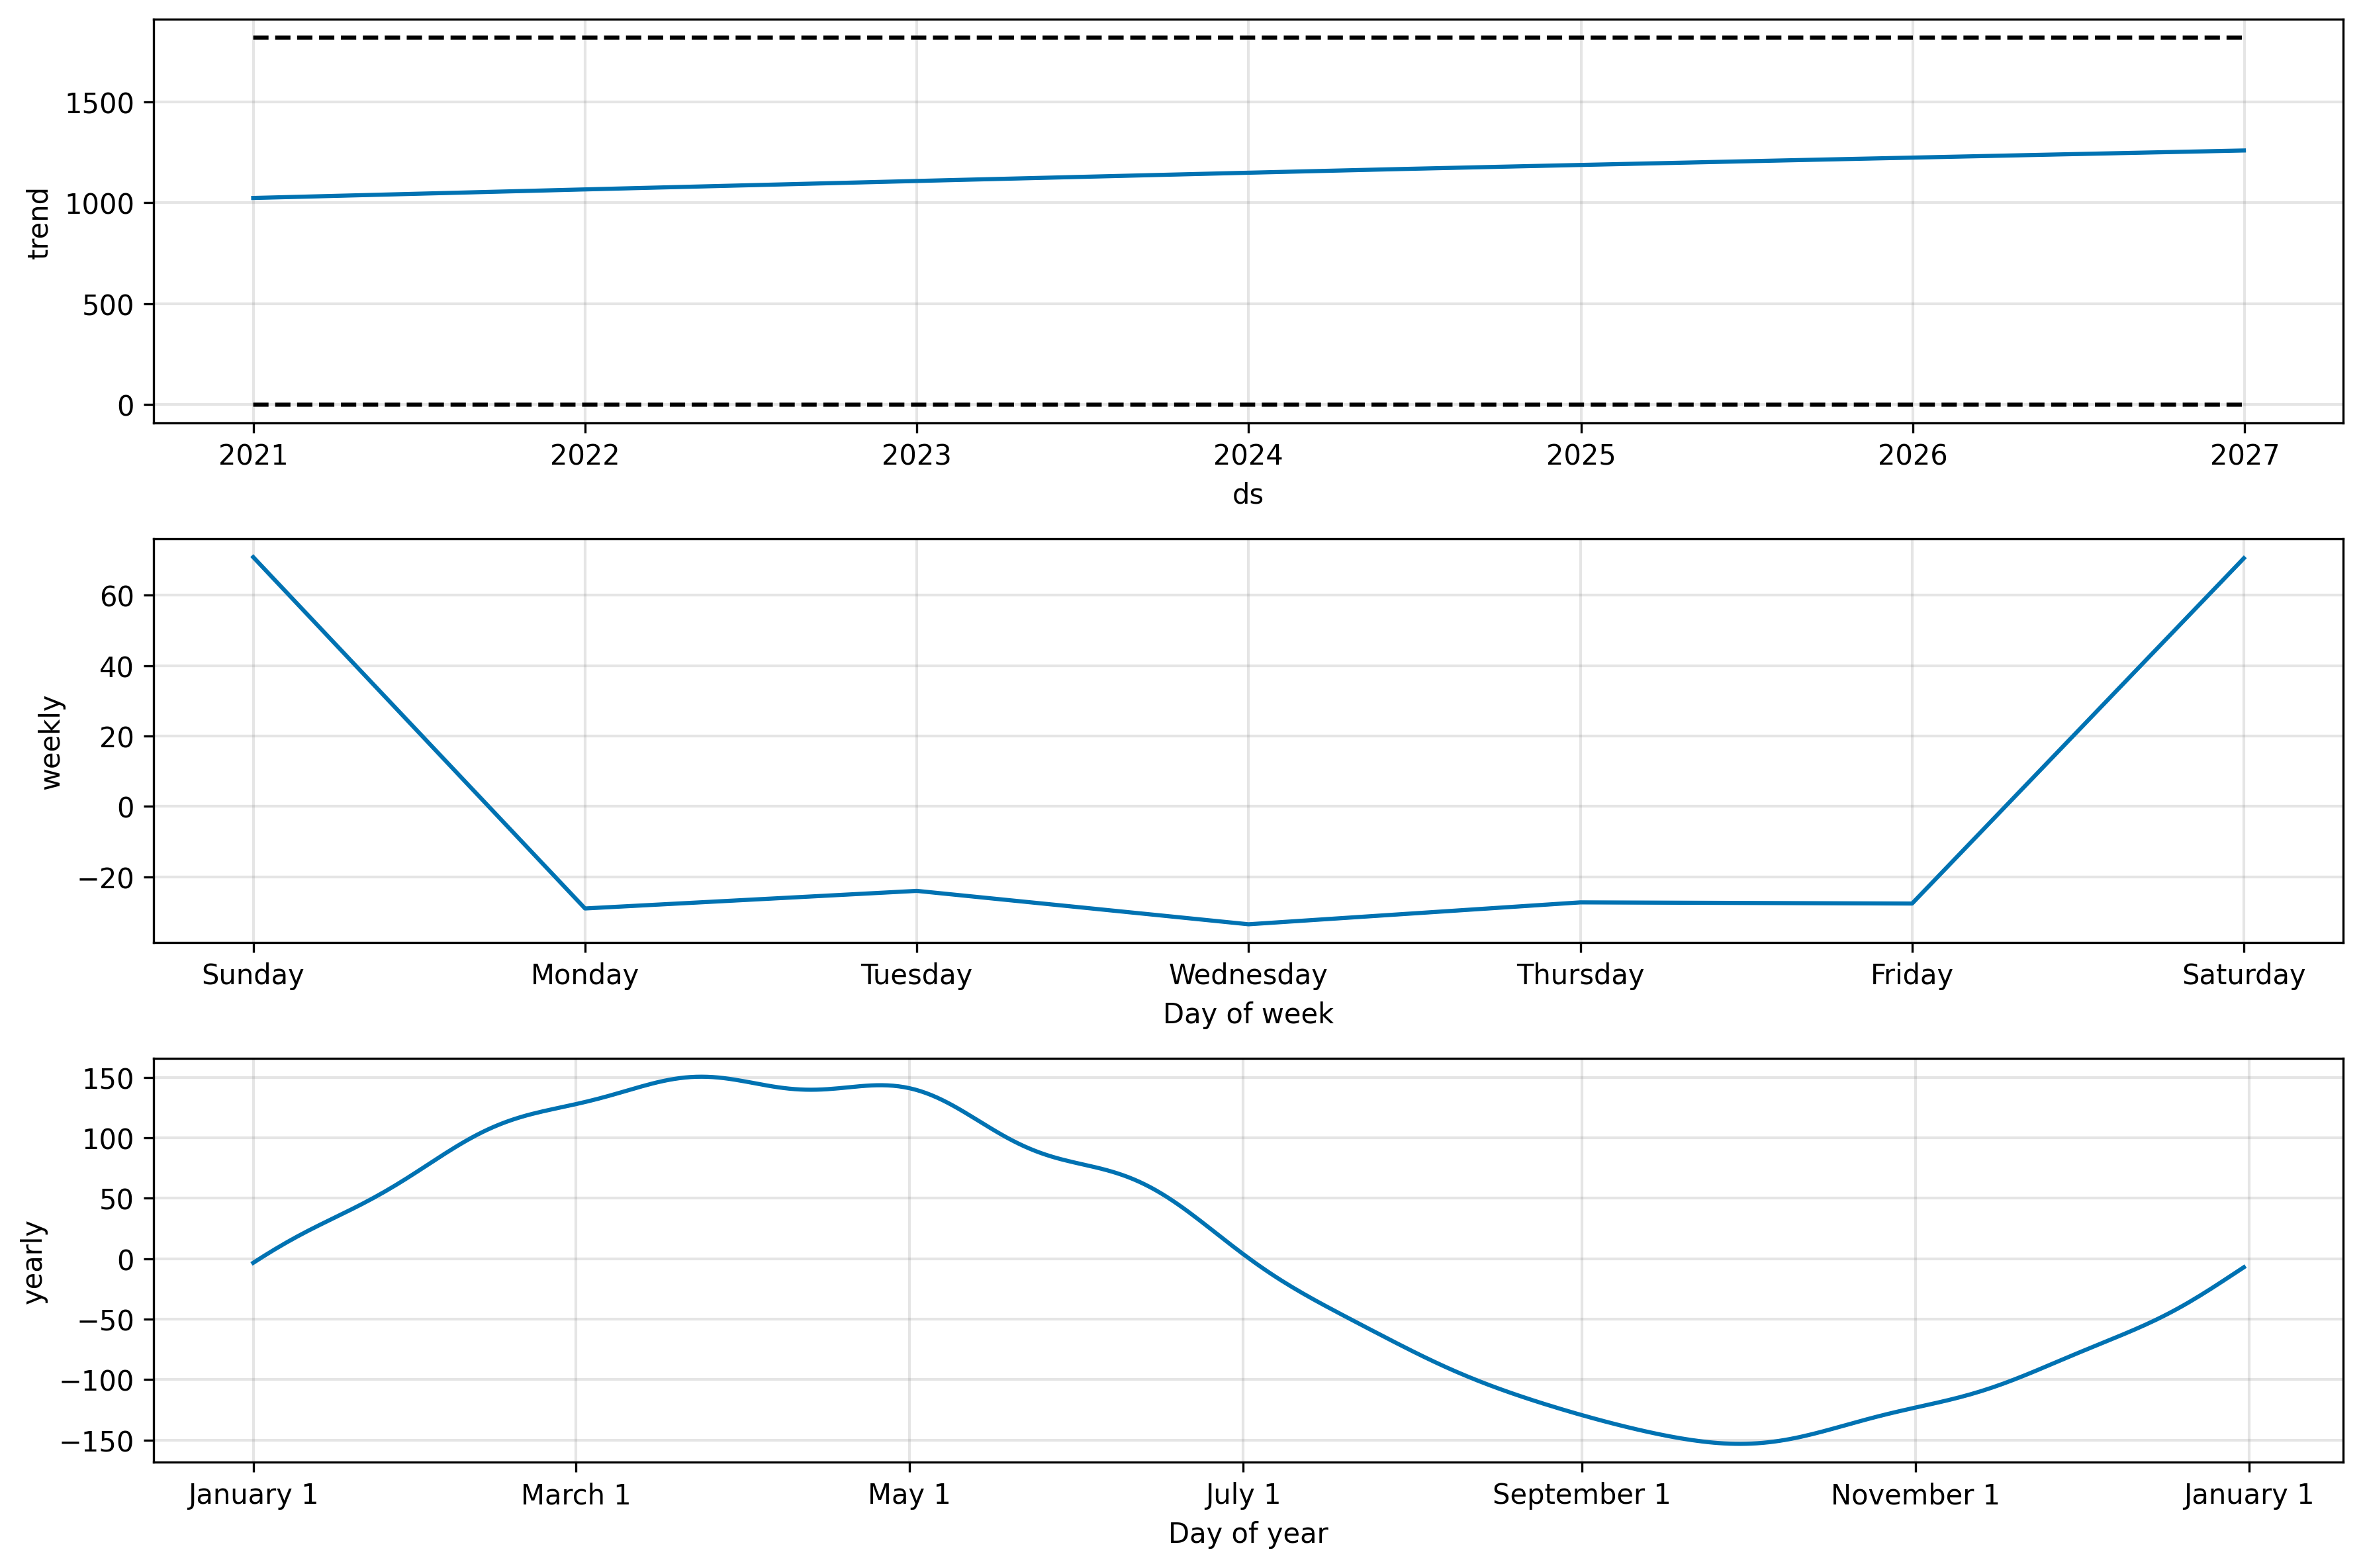 trend
1500
1000
500
0
2021 2022 2023 2024 2025 2026 2027
ds
weekly
60
40
20
0
−20
Sunday Monday Tuesday Wednesday Thursday Friday Saturday
Day of week
yearly
150
100
50
0
−50
−100
−150
January 1 March 1 May 1 July 1 September 1 November 1 January 1
Day of year